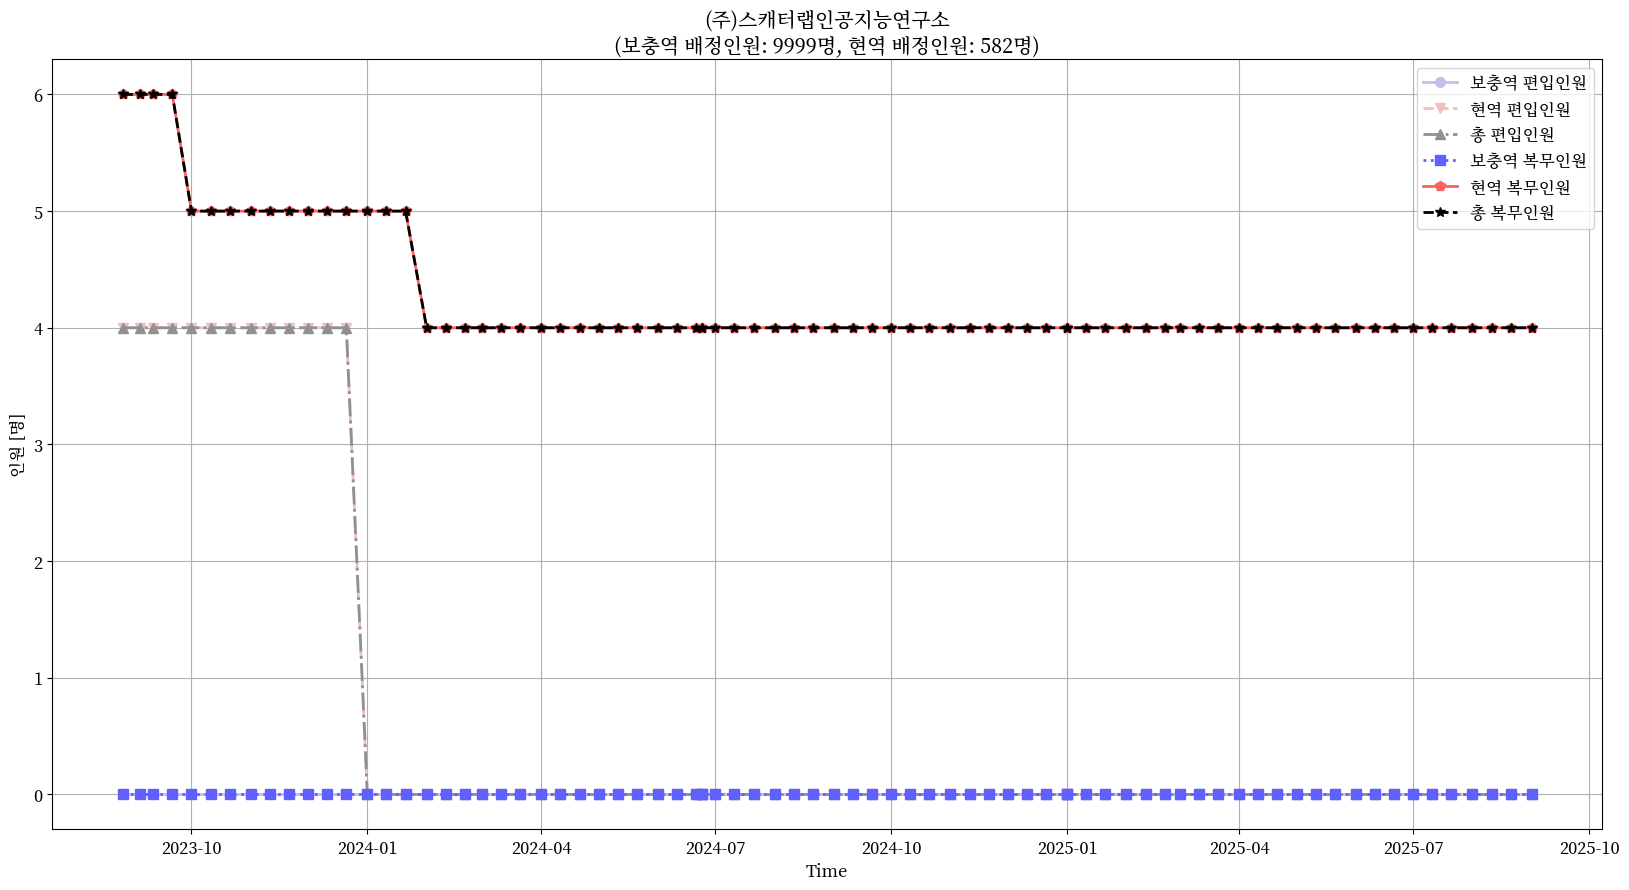 (주)스캐터랩인공지능연구소
(보충역 배정인원: 9999명, 현역 배정인원: 582명)
보충역 편입인원
현역 편입인원
총 편입인원
보충역 복무인원
현역 복무인원
총 복무인원
인원 [명]
6
5
4
3
2
1
0
2023-10
2024-01
2024-04
2024-07
2024-10
2025-01
2025-04
2025-07
2025-10
Time